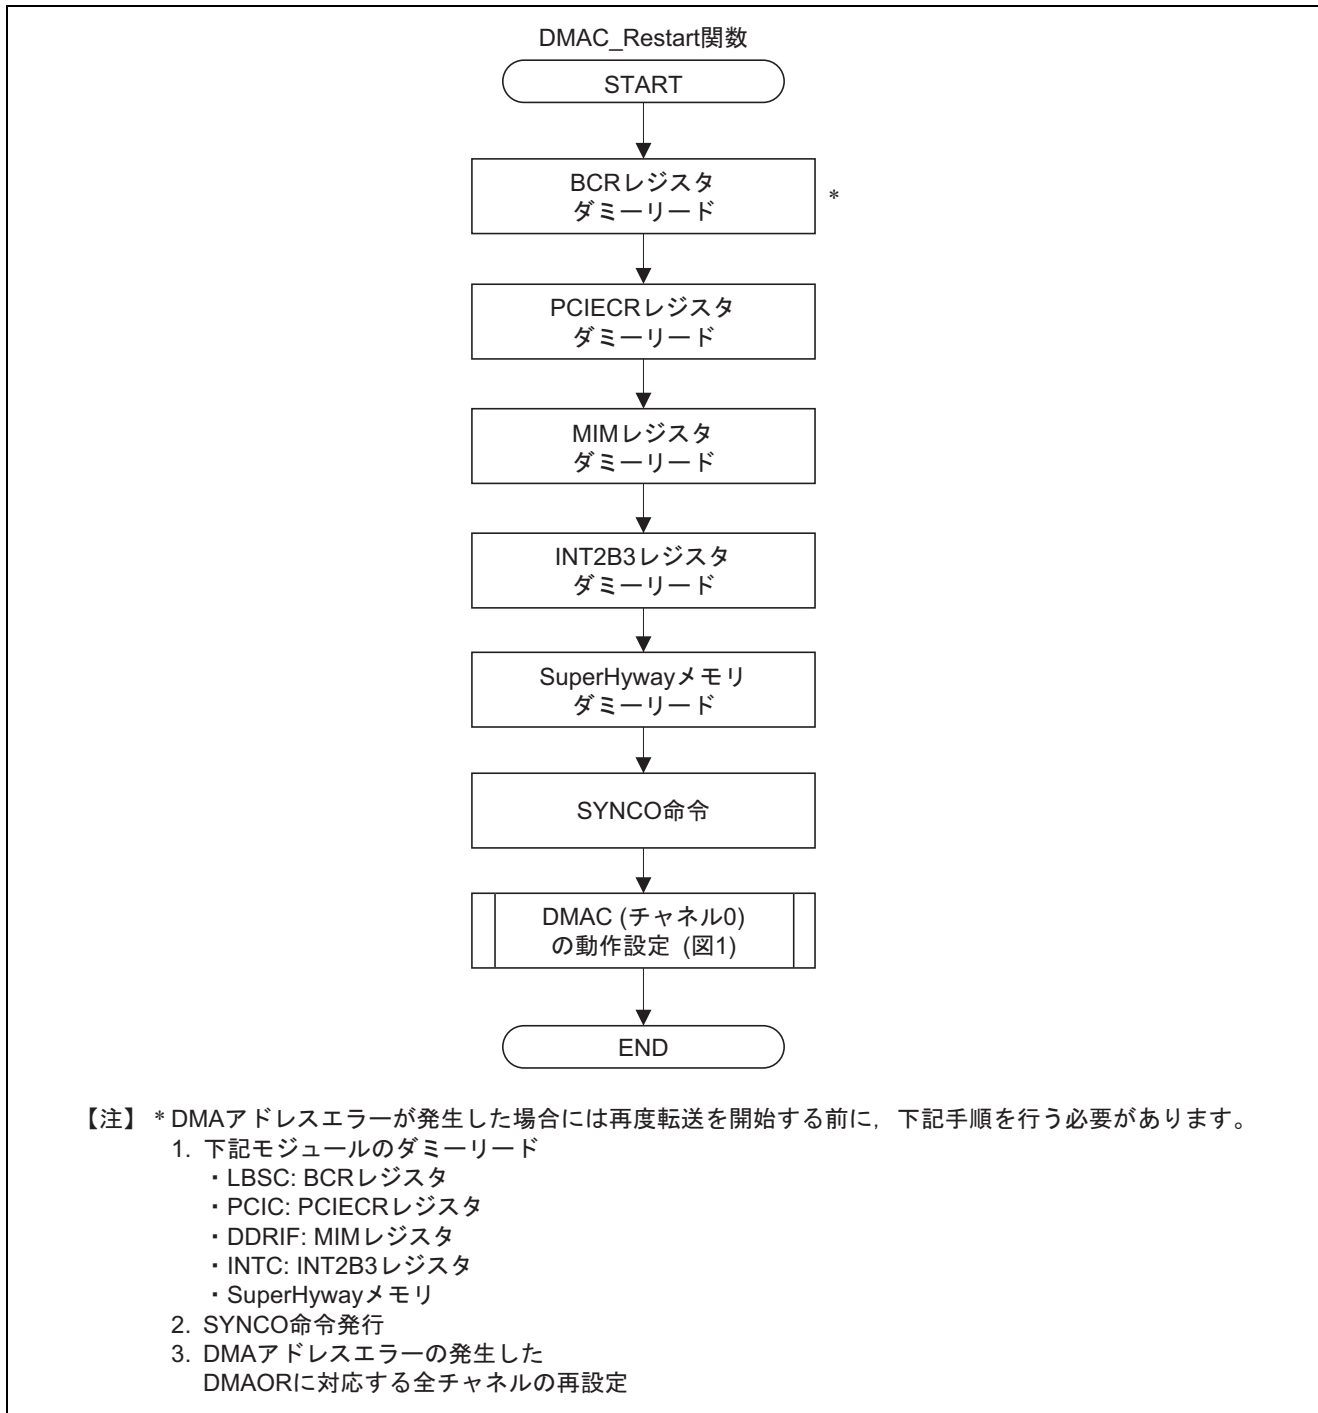 DMAC_Restart関数
START
BCRレジスタ
ダミーリード
*
PCIECRレジスタ
ダミーリード
MIMレジスタ
ダミーリード
INT2B3レジスタ
ダミーリード
SuperHywayメモリ
ダミーリード
SYNCO命令
DMAC (チャネル0)
の動作設定 (図1)
END
【注】 * DMAアドレスエラーが発生した場合には再度転送を開始する前に，下記手順を行う必要があります。
1. 下記モジュールのダミーリード
・LBSC: BCRレジスタ
・PCIC: PCIECRレジスタ
・DDRIF: MIMレジスタ
・INTC: INT2B3レジスタ
・SuperHywayメモリ
2. SYNCO命令発行
3. DMAアドレスエラーの発生した
DMAORに対応する全チャネルの再設定